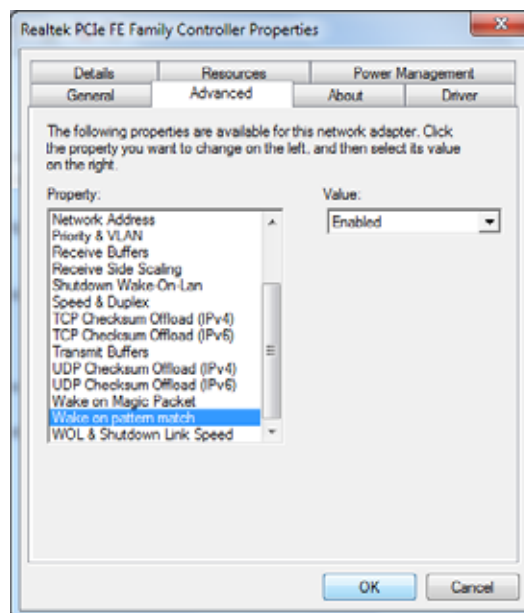 Realtek PCIe FE Family Controller Properties
Details Resources Power Management
General Advanced About Driver
The following properties are available for this network adapter. Click
the property you want to change on the left, and then select its value
on the right.
Property: Value:
Network Address Enabled
Priority & VLAN
Receive Buffers
Receive Side Scaling
Shutdown Wake-On-Lan
Speed & Duplex
TCP Checksum Offload (IPv4)
TCP Checksum Offload (IPv6)
Transmit Buffers
UDP Checksum Offload (IPv4)
UDP Checksum Offload (IPv6)
Wake on Magic Packet
Wake on pattern match
WOL & Shutdown Link Speed
OK Cancel